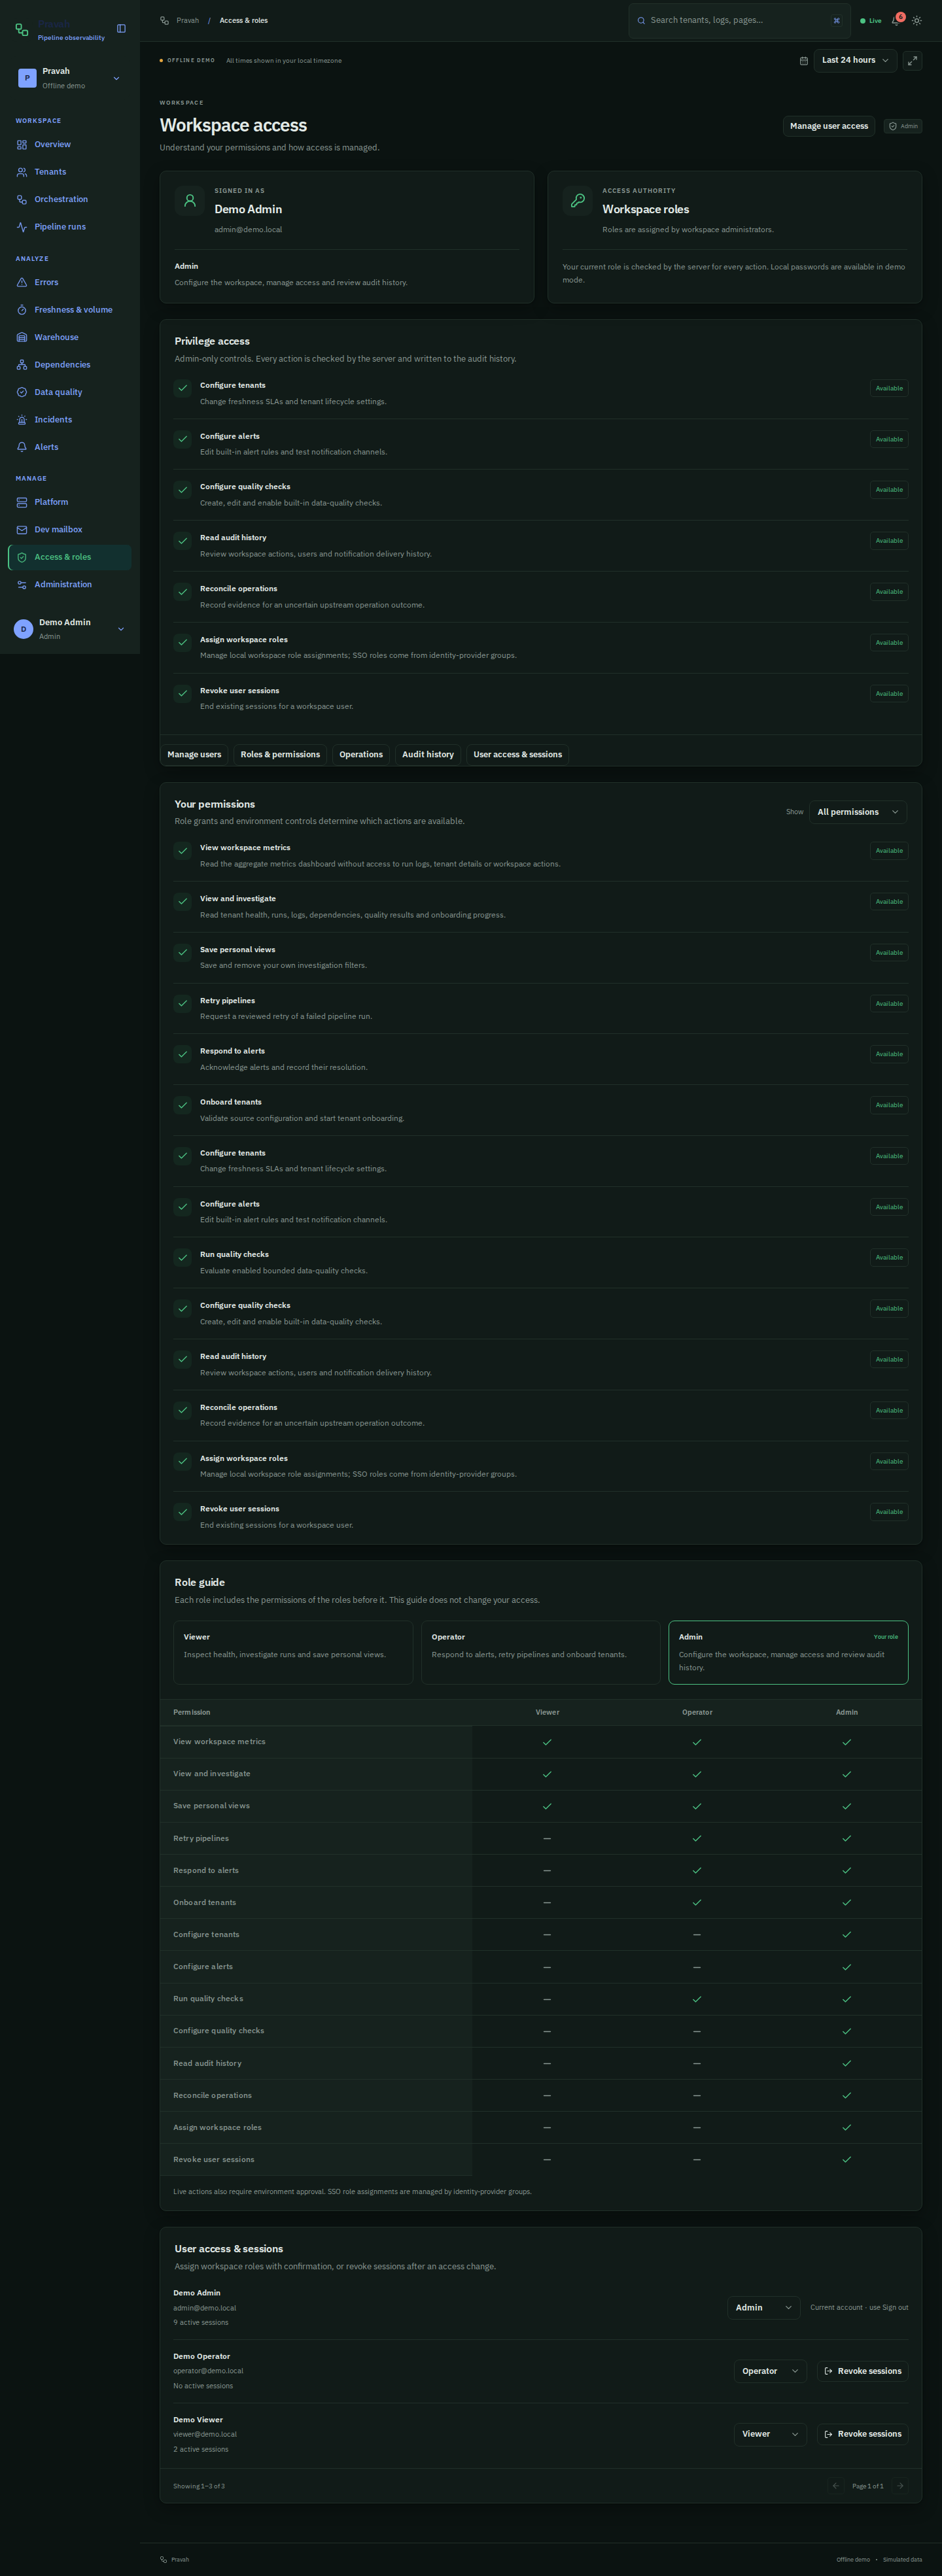 Pravah
Pipeline observability
P
Pravah
Offline demo
WORKSPACE
Overview
Tenants
Orchestration
Pipeline runs
ANALYZE
Errors
Freshness & volume
Warehouse
Dependencies
Data quality
Incidents
Alerts
MANAGE
Platform
Dev mailbox
Access & roles
Administration
D
Demo Admin
Admin
Pravah / Access & roles
Search tenants, logs, pages...
⌘
Live
6
OFFLINE DEMO All times shown in your local timezone
Last 24 hours
WORKSPACE
Workspace access
Understand your permissions and how access is managed.
Manage user access
Admin
SIGNED IN AS
Demo Admin
admin@demo.local
Admin
Configure the workspace, manage access and review audit history.
ACCESS AUTHORITY
Workspace roles
Roles are assigned by workspace administrators.
Your current role is checked by the server for every action. Local passwords are available in demo
mode.
Privilege access
Admin-only controls. Every action is checked by the server and written to the audit history.
Configure tenants
Change freshness SLAs and tenant lifecycle settings.
Available
Configure alerts
Edit built-in alert rules and test notification channels.
Available
Configure quality checks
Create, edit and enable built-in data-quality checks.
Available
Read audit history
Review workspace actions, users and notification delivery history.
Available
Reconcile operations
Record evidence for an uncertain upstream operation outcome.
Available
Assign workspace roles
Manage local workspace role assignments; SSO roles come from identity-provider groups.
Available
Revoke user sessions
End existing sessions for a workspace user.
Available
Manage users Roles & permissions Operations Audit history User access & sessions
Your permissions
Role grants and environment controls determine which actions are available.
Show All permissions
View workspace metrics
Read the aggregate metrics dashboard without access to run logs, tenant details or workspace actions.
Available
View and investigate
Read tenant health, runs, logs, dependencies, quality results and onboarding progress.
Available
Save personal views
Save and remove your own investigation filters.
Available
Retry pipelines
Request a reviewed retry of a failed pipeline run.
Available
Respond to alerts
Acknowledge alerts and record their resolution.
Available
Onboard tenants
Validate source configuration and start tenant onboarding.
Available
Configure tenants
Change freshness SLAs and tenant lifecycle settings.
Available
Configure alerts
Edit built-in alert rules and test notification channels.
Available
Run quality checks
Evaluate enabled bounded data-quality checks.
Available
Configure quality checks
Create, edit and enable built-in data-quality checks.
Available
Read audit history
Review workspace actions, users and notification delivery history.
Available
Reconcile operations
Record evidence for an uncertain upstream operation outcome.
Available
Assign workspace roles
Manage local workspace role assignments; SSO roles come from identity-provider groups.
Available
Revoke user sessions
End existing sessions for a workspace user.
Available
Role guide
Each role includes the permissions of the roles before it. This guide does not change your access.
Viewer
Inspect health, investigate runs and save personal views.
Operator
Respond to alerts, retry pipelines and onboard tenants.
Admin Your role
Configure the workspace, manage access and review audit
history.
Permission Viewer Operator Admin
View workspace metrics
View and investigate
Save personal views
Retry pipelines
Respond to alerts
Onboard tenants
Configure tenants
Configure alerts
Run quality checks
Configure quality checks
Read audit history
Reconcile operations
Assign workspace roles
Revoke user sessions
Live actions also require environment approval. SSO role assignments are managed by identity-provider groups.
User access & sessions
Assign workspace roles with confirmation, or revoke sessions after an access change.
Demo Admin
admin@demo.local
9 active sessions
Admin Current account · use Sign out
Demo Operator
operator@demo.local
No active sessions
Operator Revoke sessions
Demo Viewer
viewer@demo.local
2 active sessions
Viewer Revoke sessions
Showing 1–3 of 3
Page 1 of 1
Pravah
Offline demo • Simulated data